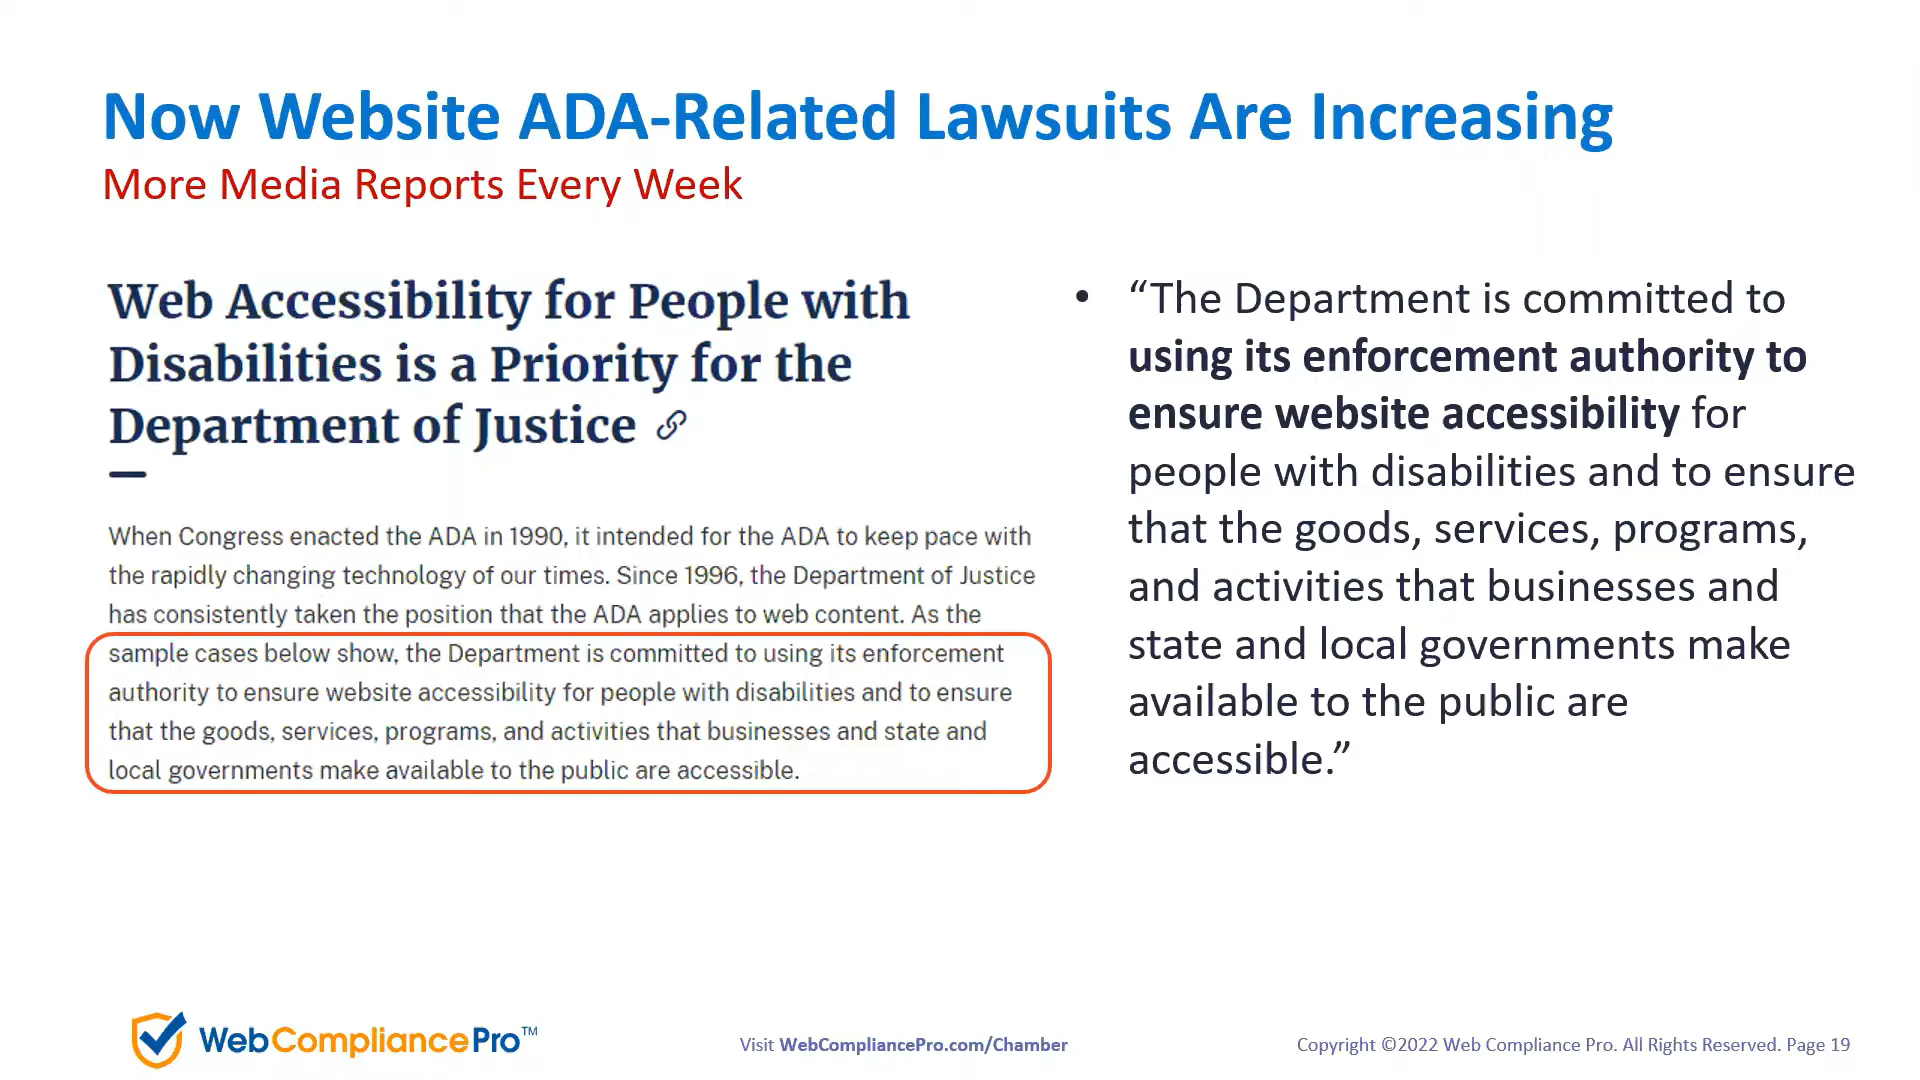 Now Website ADA-Related Lawsuits Are Increasing
More Media Reports Every Week
Web Accessibility for People with
Disabilities is a Priority for the
Department of Justice
When Congress enacted the ADA in 1990, it intended for the ADA to keep pace with
the rapidly changing technology of our times. Since 1996, the Department of Justice
has consistently taken the position that the ADA applies to web content. As the
sample cases below show, the Department is committed to using its enforcement
authority to ensure website accessibility for people with disabilities and to ensure
that the goods, services, programs, and activities that businesses and state and
local governments make available to the public are accessible.
• “The Department is committed to
using its enforcement authority to
ensure website accessibility for
people with disabilities and to ensure
that the goods, services, programs,
and activities that businesses and
state and local governments make
available to the public are
accessible.”
WebCompliancePro™
Visit WebCompliancePro.com/Chamber
Copyright ©2022 Web Compliance Pro. All Rights Reserved. Page 19